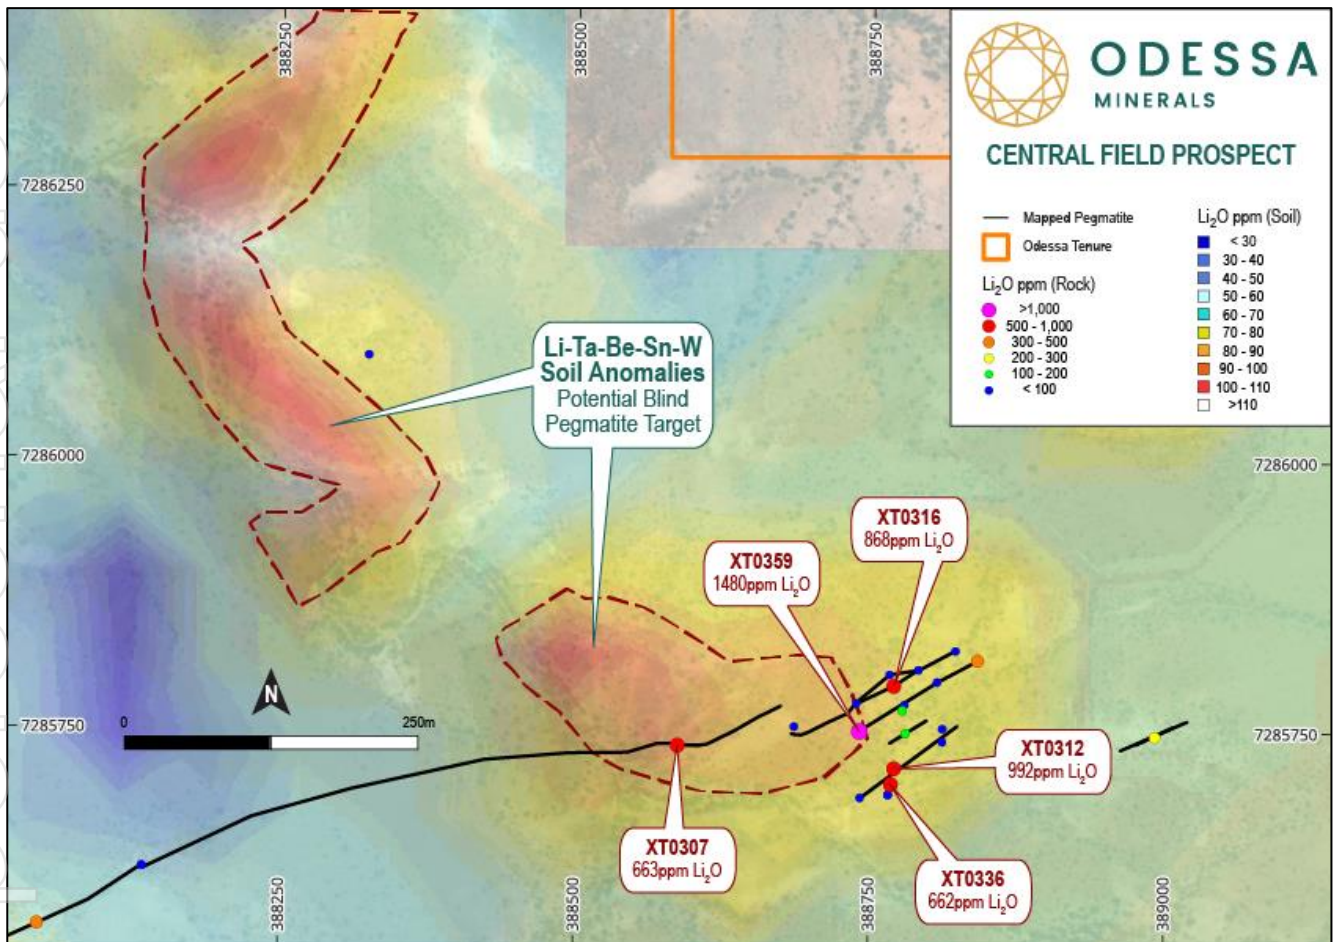 388250
388500
388750
ODESSA
MINERALS
CENTRAL FIELD PROSPECT
Mapped Pegmatite
Odessa Tenure
Li₂O ppm (Rock)
>1,000
500 - 1,000
300 - 500
200 - 300
100 - 200
< 100
Li₂O ppm (Soil)
< 30
30 - 40
40 - 50
50 - 60
60 - 70
70 - 80
80 - 90
90 - 100
100 - 110
>110
7286250
Li-Ta-Be-Sn-W
Soil Anomalies
Potential Blind
Pegmatite Target
7286000
7286000
XT0316
868ppm Li₂O
XT0359
1480ppm Li₂O
N
0
250m
7285750
7285750
XT0312
992ppm Li₂O
XT0307
663ppm Li₂O
XT0336
662ppm Li₂O
388250
388500
388750
389000